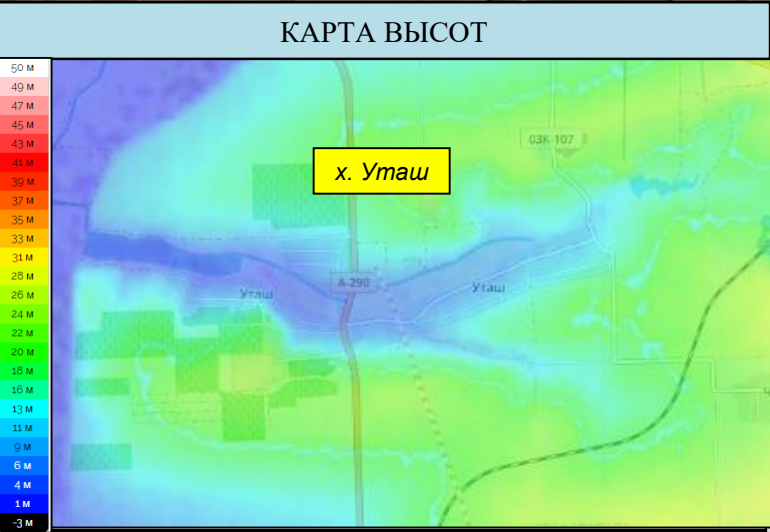 КАРТА ВЫСОТ
50 м
49 м
47 м
45 м
43 м
41 м
39 м
37 м
35 м
33 м
31 м
28 м
26 м
24 м
22 м
20 м
18 м
16 м
13 м
11 м
9 м
6 м
4 м
1 м
-3 м
03К-107
х. Уташ
А-290
Уташ
Уташ